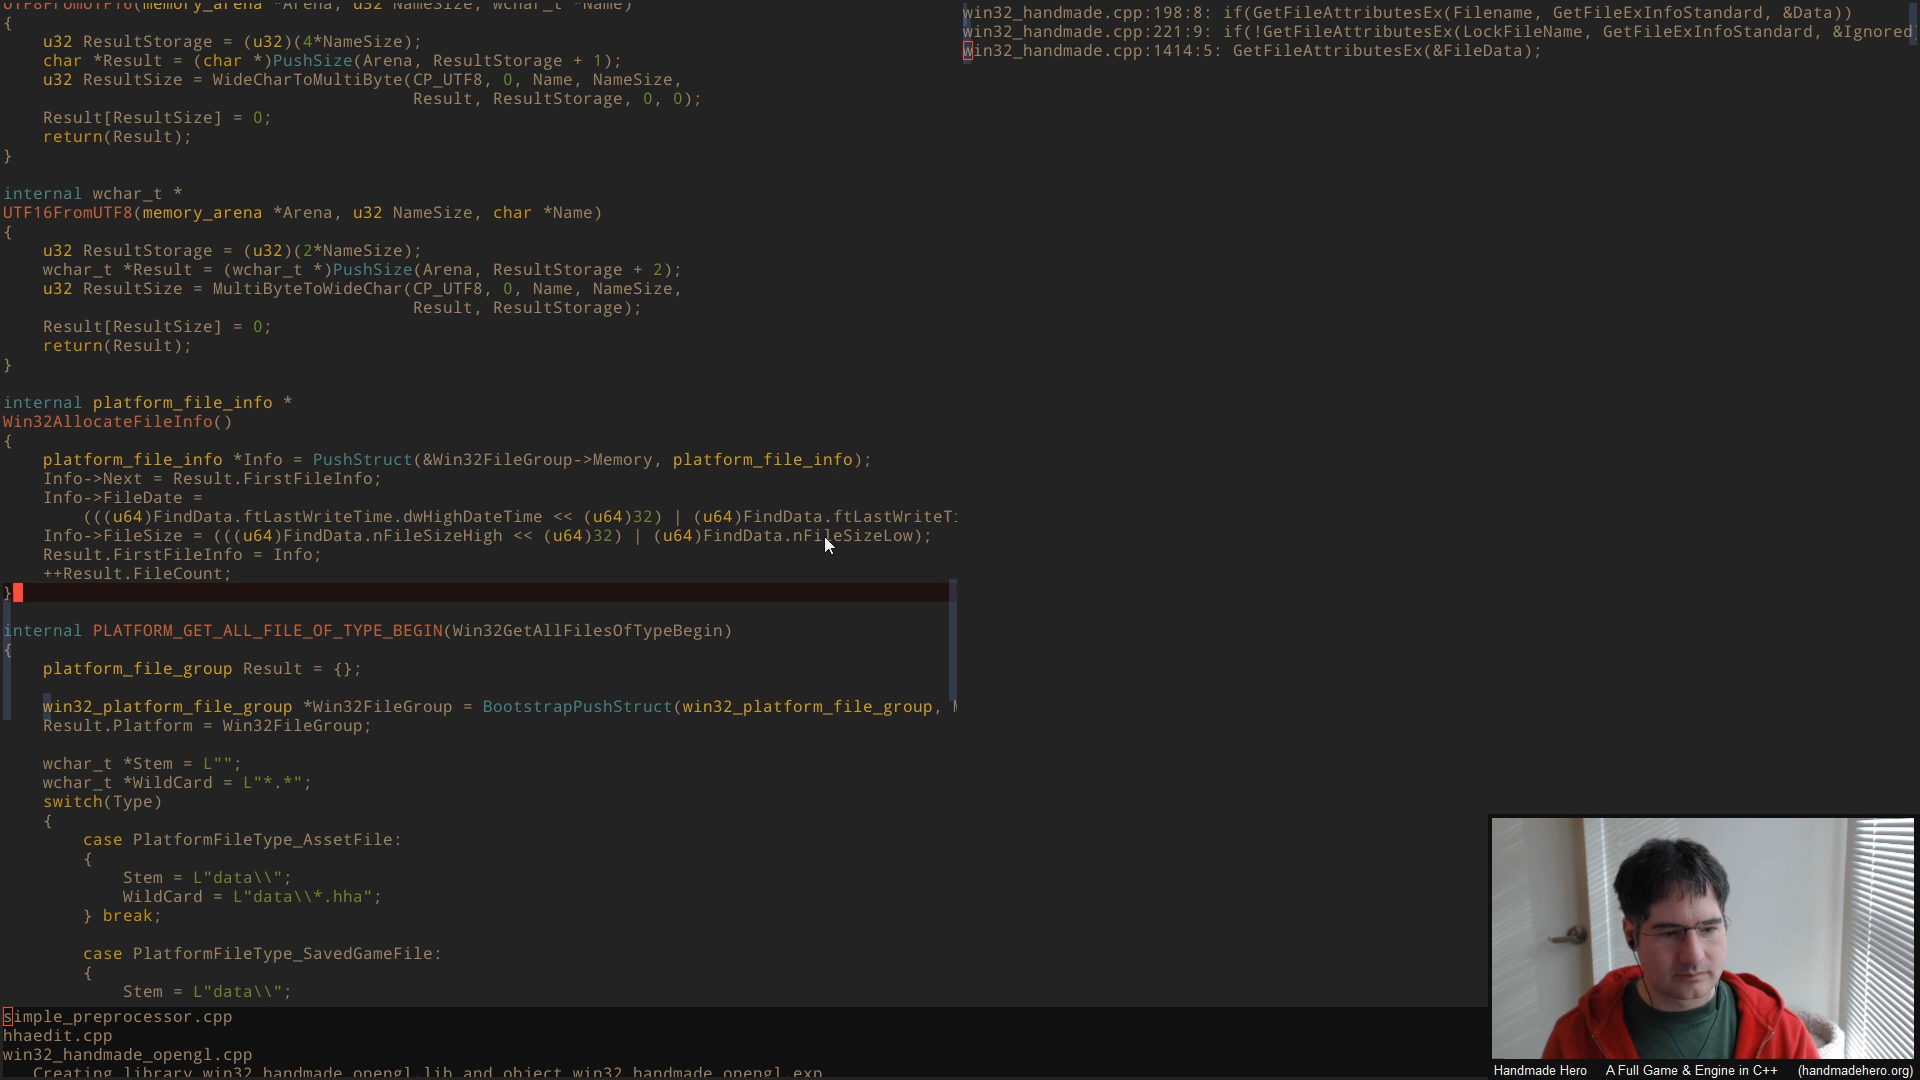 UTF8FromUTF16(memory_arena *Arena, u32 NameSize, wchar_t *Name)
{
    u32 ResultStorage = (u32)(4*NameSize);
    char *Result = (char *)PushSize(Arena, ResultStorage + 1);
    u32 ResultSize = WideCharToMultiByte(CP_UTF8, 0, Name, NameSize,
                                         Result, ResultStorage, 0, 0);
    Result[ResultSize] = 0;
    return(Result);
}
internal wchar_t *
UTF16FromUTF8(memory_arena *Arena, u32 NameSize, char *Name)
{
    u32 ResultStorage = (u32)(2*NameSize);
    wchar_t *Result = (wchar_t *)PushSize(Arena, ResultStorage + 2);
    u32 ResultSize = MultiByteToWideChar(CP_UTF8, 0, Name, NameSize,
                                         Result, ResultStorage);
    Result[ResultSize] = 0;
    return(Result);
}
internal platform_file_info *
Win32AllocateFileInfo()
{
    platform_file_info *Info = PushStruct(&Win32FileGroup->Memory, platform_file_info);
    Info->Next = Result.FirstFileInfo;
    Info->FileDate =
        (((u64)FindData.ftLastWriteTime.dwHighDateTime << (u64)32) | (u64)FindData.ftLastWriteT
    Info->FileSize = (((u64)FindData.nFileSizeHigh << (u64)32) | (u64)FindData.nFileSizeLow);
    Result.FirstFileInfo = Info;
    ++Result.FileCount;
}
internal PLATFORM_GET_ALL_FILE_OF_TYPE_BEGIN(Win32GetAllFilesOfTypeBegin)
{
    platform_file_group Result = {};
    win32_platform_file_group *Win32FileGroup = BootstrapPushStruct(win32_platform_file_group,
    Result.Platform = Win32FileGroup;
    wchar_t *Stem = L"";
    wchar_t *WildCard = L"*.*";
    switch(Type)
    {
        case PlatformFileType_AssetFile:
        {
            Stem = L"data\\";
            WildCard = L"data\\*.hha";
        } break;
        case PlatformFileType_SavedGameFile:
        {
            Stem = L"data\\";
simple_preprocessor.cpp
hhaedit.cpp
win32_handmade_opengl.cpp
   Creating library win32_handmade_opengl.lib and object win32_handmade_opengl.exp
win32_handmade.cpp:198:8: if(GetFileAttributesEx(Filename, GetFileExInfoStandard, &Data))
win32_handmade.cpp:221:9: if(!GetFileAttributesEx(LockFileName, GetFileExInfoStandard, &Ignored
win32_handmade.cpp:1414:5: GetFileAttributesEx(&FileData);
Handmade Hero A Full Game & Engine in C++ (handmadehero.org)